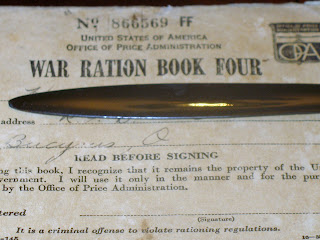 No 866569 FF
UNITED STATES OF AMERICA
OFFICE OF PRICE ADMINISTRATION
OPA
WAR RATION BOOK FOUR
address
Bucyrus, O
READ BEFORE SIGNING
ing this book, I recognize that it remains the property of the Un
overnment. I will use it only in the manner and for the pur
by the Office of Price Administration.
tered
(Signature)
It is a criminal offense to violate rationing regulations.